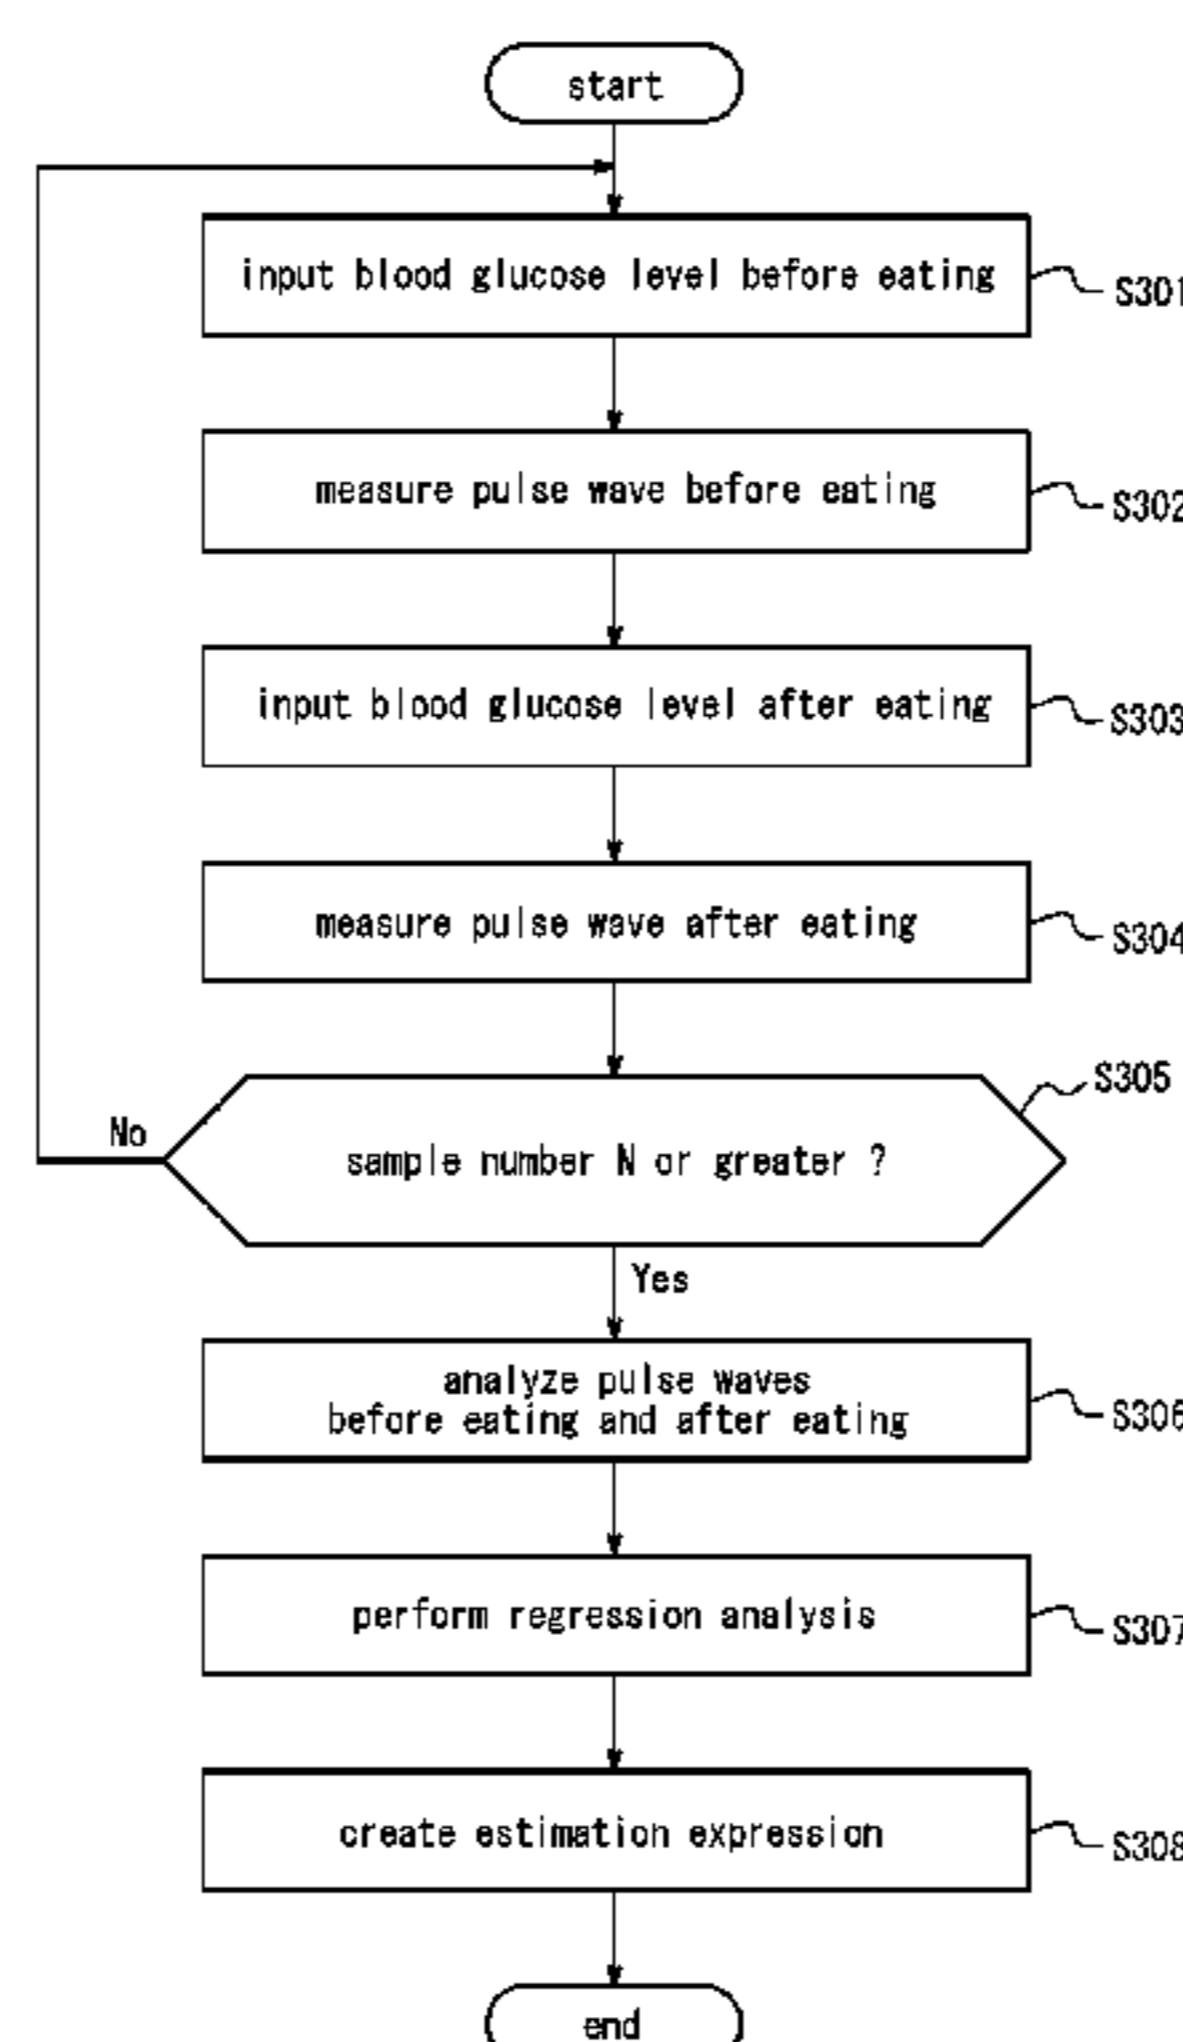 start
input blood glucose level before eating
S301
measure pulse wave before eating
S302
input blood glucose level after eating
S303
measure pulse wave after eating
S304
S305
No
sample number N or greater ?
Yes
analyze pulse waves
before eating and after eating
S306
perform regression analysis
S307
create estimation expression
S308
end